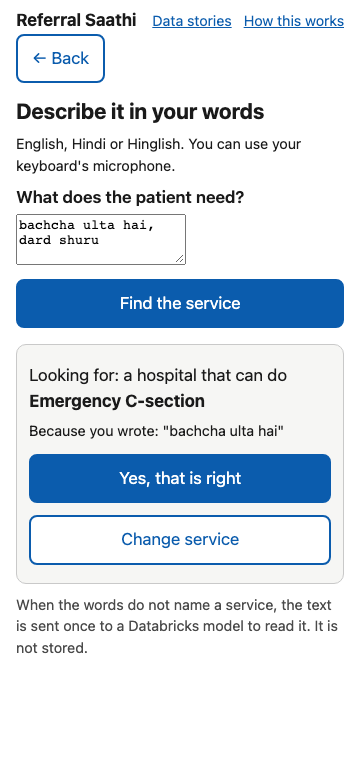 Referral Saathi Data stories How this works
← Back
Describe it in your words
English, Hindi or Hinglish. You can use your
keyboard's microphone.
What does the patient need?
bachcha ulta hai,
dard shuru
Find the service
Looking for: a hospital that can do
Emergency C-section
Because you wrote: "bachcha ulta hai"
Yes, that is right
Change service
When the words do not name a service, the text
is sent once to a Databricks model to read it. It is
not stored.